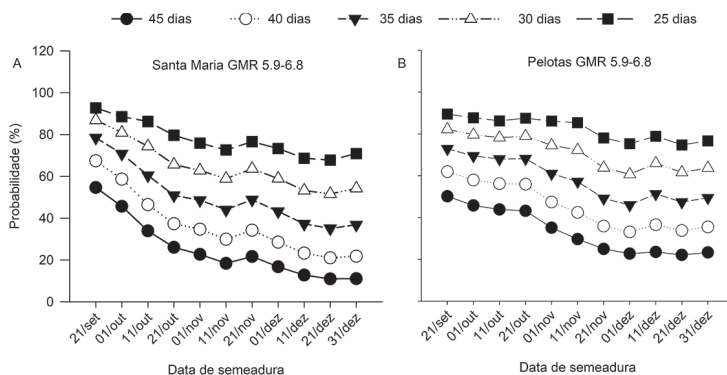 45 dias 40 dias 35 dias 30 dias 25 dias
A
Santa Maria GMR 5.9-6.8
B
Pelotas GMR 5.9-6.8
Probabilidade (%)
120
100
80
60
40
20
0
21/set 01/out 11/out 21/out 01/nov 11/nov 21/nov 01/dez 11/dez 21/dez 31/dez
21/set 01/out 11/out 21/out 01/nov 11/nov 21/nov 01/dez 11/dez 21/dez 31/dez
Data de semeadura
Data de semeadura